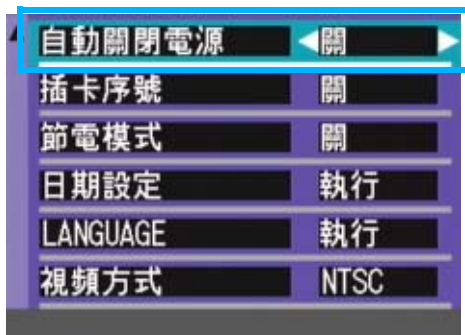 自動關閉電源 關
插卡序號 關
節電模式 關
日期設定 執行
LANGUAGE 執行
視頻方式 NTSC